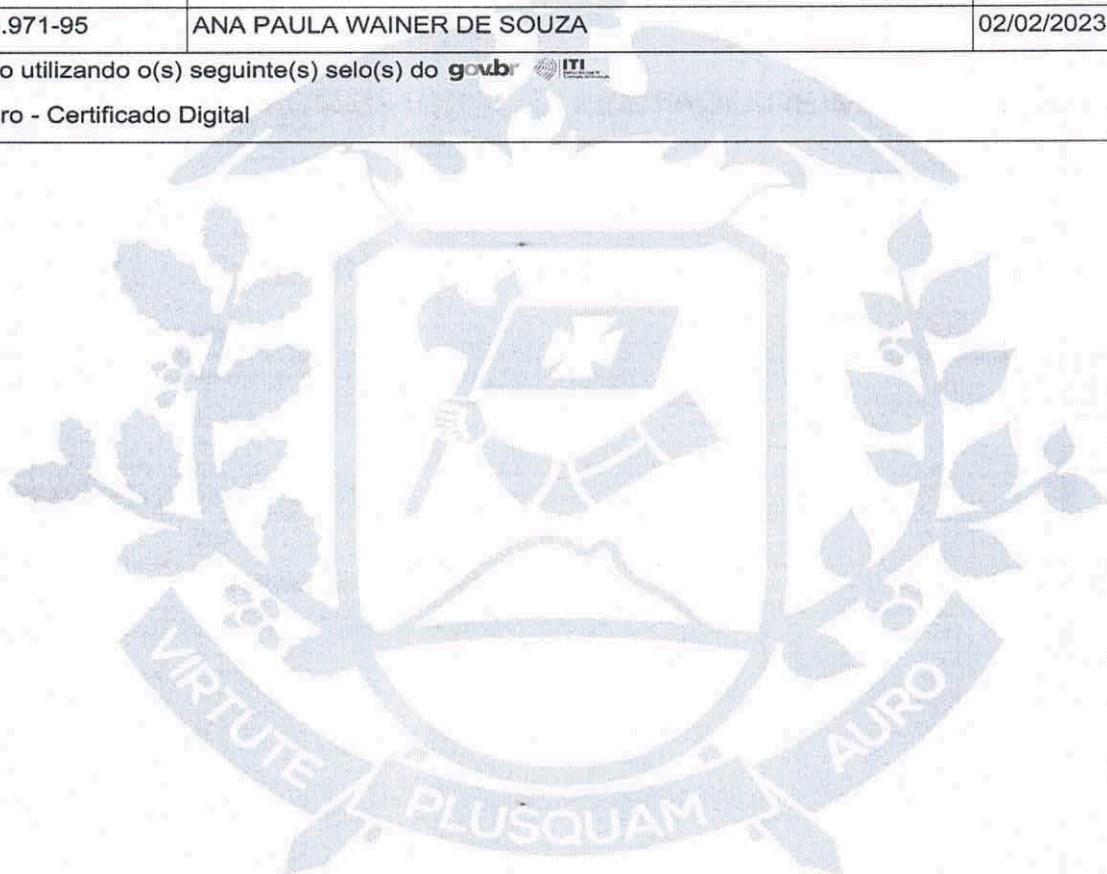 .971-95 ANA PAULA WAINER DE SOUZA 02/02/2023
o utilizando o(s) seguinte(s) selo(s) do gov.br ITI
ro - Certificado Digital
VIRTUTE PLUSQUAM AURO